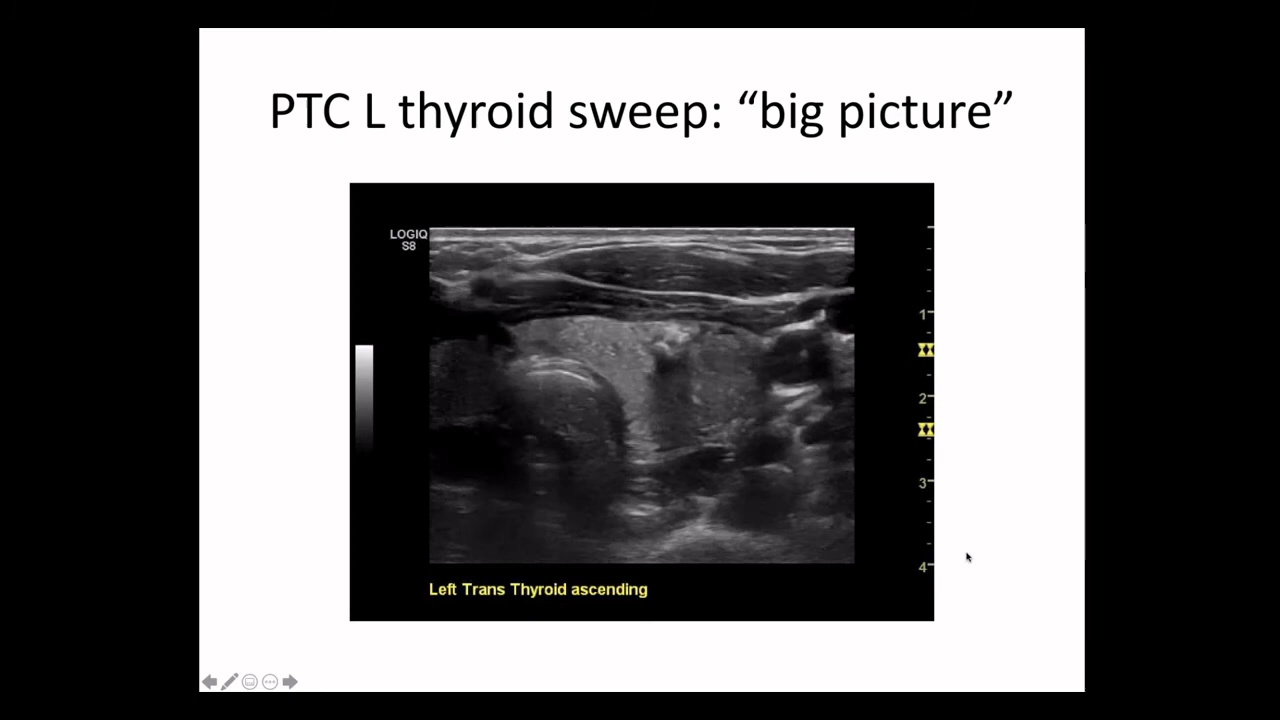 PTC L thyroid sweep: “big picture”
LOGIQ
S8
1
2
3
4
Left Trans Thyroid ascending